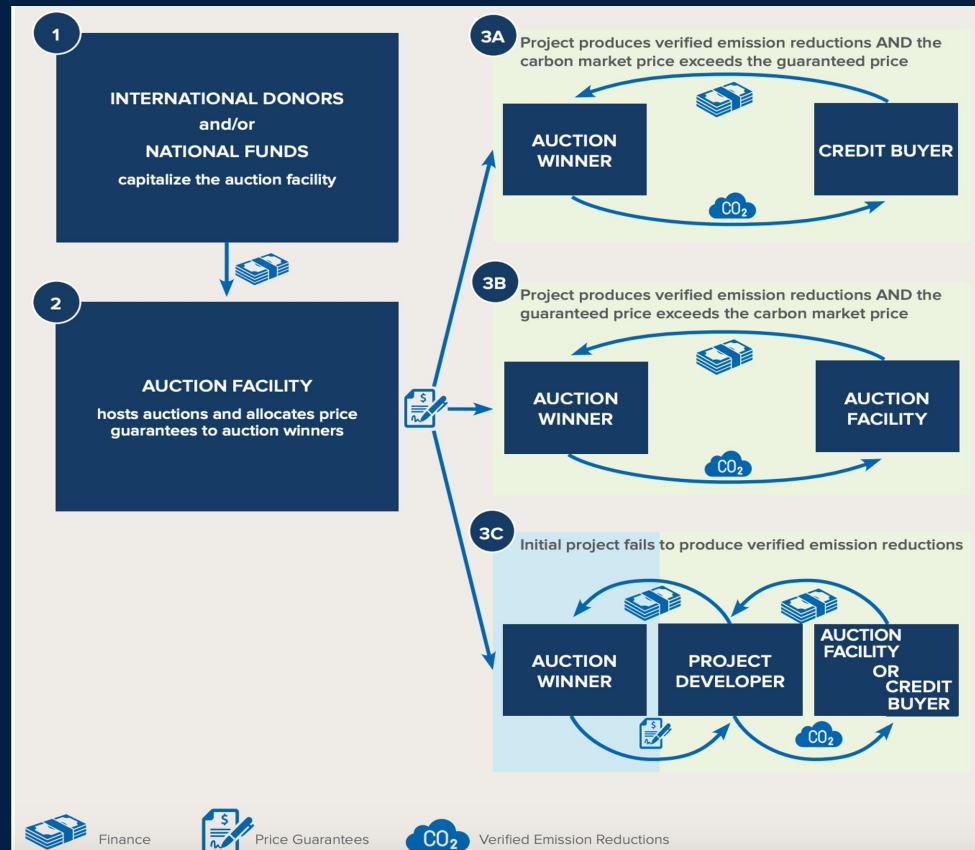 1
INTERNATIONAL DONORS
and/or
NATIONAL FUNDS
capitalize the auction facility
2
AUCTION FACILITY
hosts auctions and allocates price
guarantees to auction winners
$
3A
Project produces verified emission reductions AND the
carbon market price exceeds the guaranteed price
AUCTION
WINNER
CREDIT BUYER
CO₂
3B
Project produces verified emission reductions AND the
guaranteed price exceeds the carbon market price
AUCTION
WINNER
AUCTION
FACILITY
CO₂
3C
Initial project fails to produce verified emission reductions
AUCTION
WINNER
PROJECT
DEVELOPER
AUCTION
FACILITY
OR
CREDIT
BUYER
$
CO₂
Finance
$
Price Guarantees
CO₂
Verified Emission Reductions